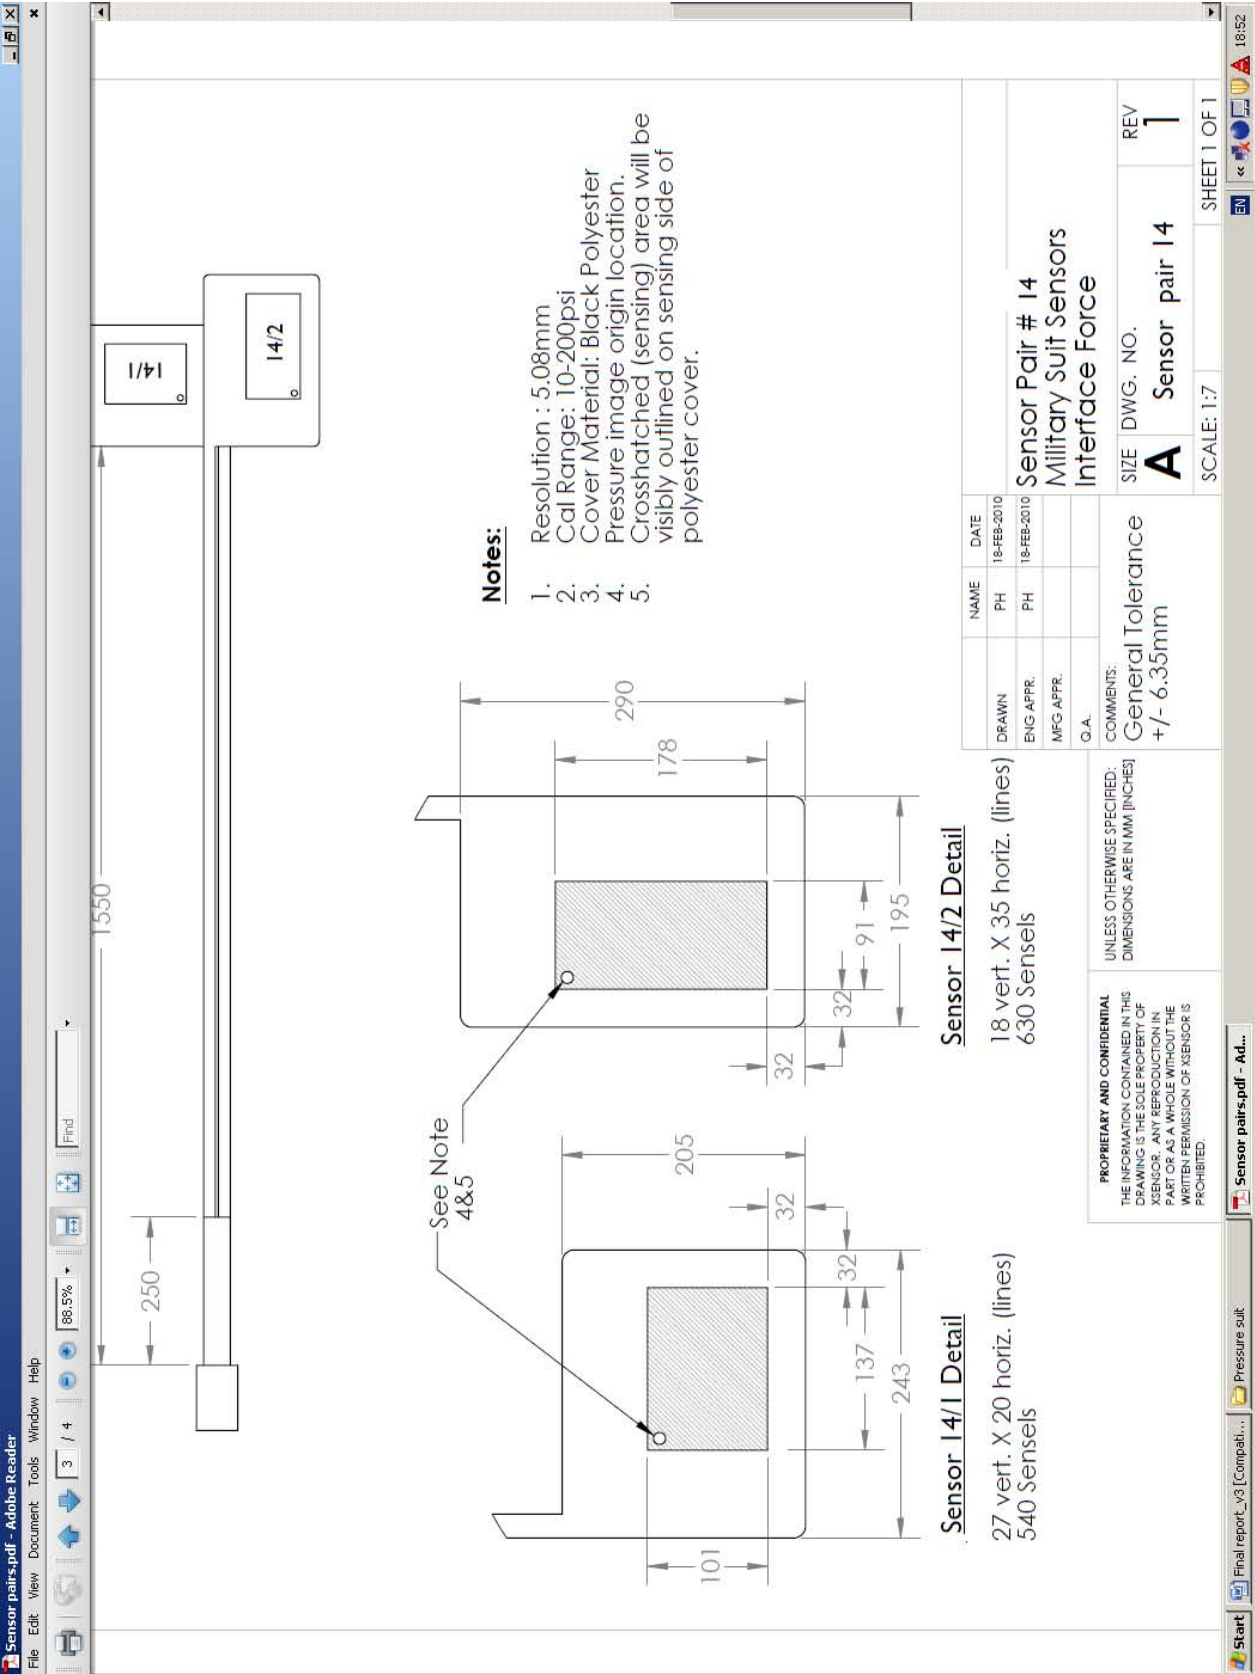 Sensor pairs.pdf - Adobe Reader
File Edit View Document Tools Window Help
3 / 4 88.5% Find
1550
250
14/1
14/2
See Note
4&5
205
32
32
137
243
101
290
178
32
32
91
195
Sensor 14/1 Detail
27 vert. X 20 horiz. (lines)
540 Sensels
Sensor 14/2 Detail
18 vert. X 35 horiz. (lines)
630 Sensels
Notes:
1. Resolution : 5.08mm
2. Cal Range: 10-200psi
3. Cover Material: Black Polyester
4. Pressure image origin location.
5. Crosshatched (sensing) area will be
visibly outlined on sensing side of
polyester cover.
PROPRIETARY AND CONFIDENTIAL
THE INFORMATION CONTAINED IN THIS
DRAWING IS THE SOLE PROPERTY OF
XSENSOR. ANY REPRODUCTION IN
PART OR AS A WHOLE WITHOUT THE
WRITTEN PERMISSION OF XSENSOR IS
PROHIBITED.
UNLESS OTHERWISE SPECIFIED:
DIMENSIONS ARE IN MM [INCHES]
NAME DATE
DRAWN PH 18-FEB-2010
ENG APPR. PH 18-FEB-2010
MFG APPR.
Q.A.
COMMENTS:
General Tolerance
+/- 6.35mm
Sensor Pair # 14
Military Suit Sensors
Interface Force
SIZE DWG. NO. REV
A Sensor pair 14 1
SCALE: 1:7 SHEET 1 OF 1
Start Final report_v3 [Compati... Pressure suit Sensor pairs.pdf - Ad... EN « 18:52